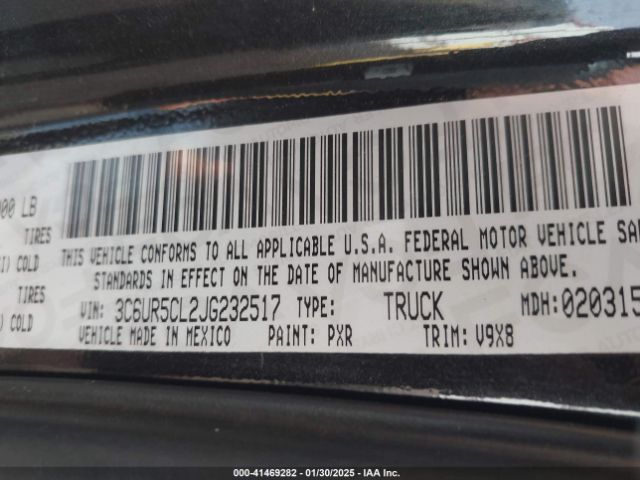 000 LB
TIRES
I) COLD
TIRES
) COLD
THIS VEHICLE CONFORMS TO ALL APPLICABLE U.S.A. FEDERAL MOTOR VEHICLE SA
STANDARDS IN EFFECT ON THE DATE OF MANUFACTURE SHOWN ABOVE.
VIN: 3C6UR5CL2JG232517 TYPE: TRUCK MDH:020315
VEHICLE MADE IN MEXICO PAINT: PXR TRIM: V9X8
©-41469282 - 01/30/2025 - IAA Inc.